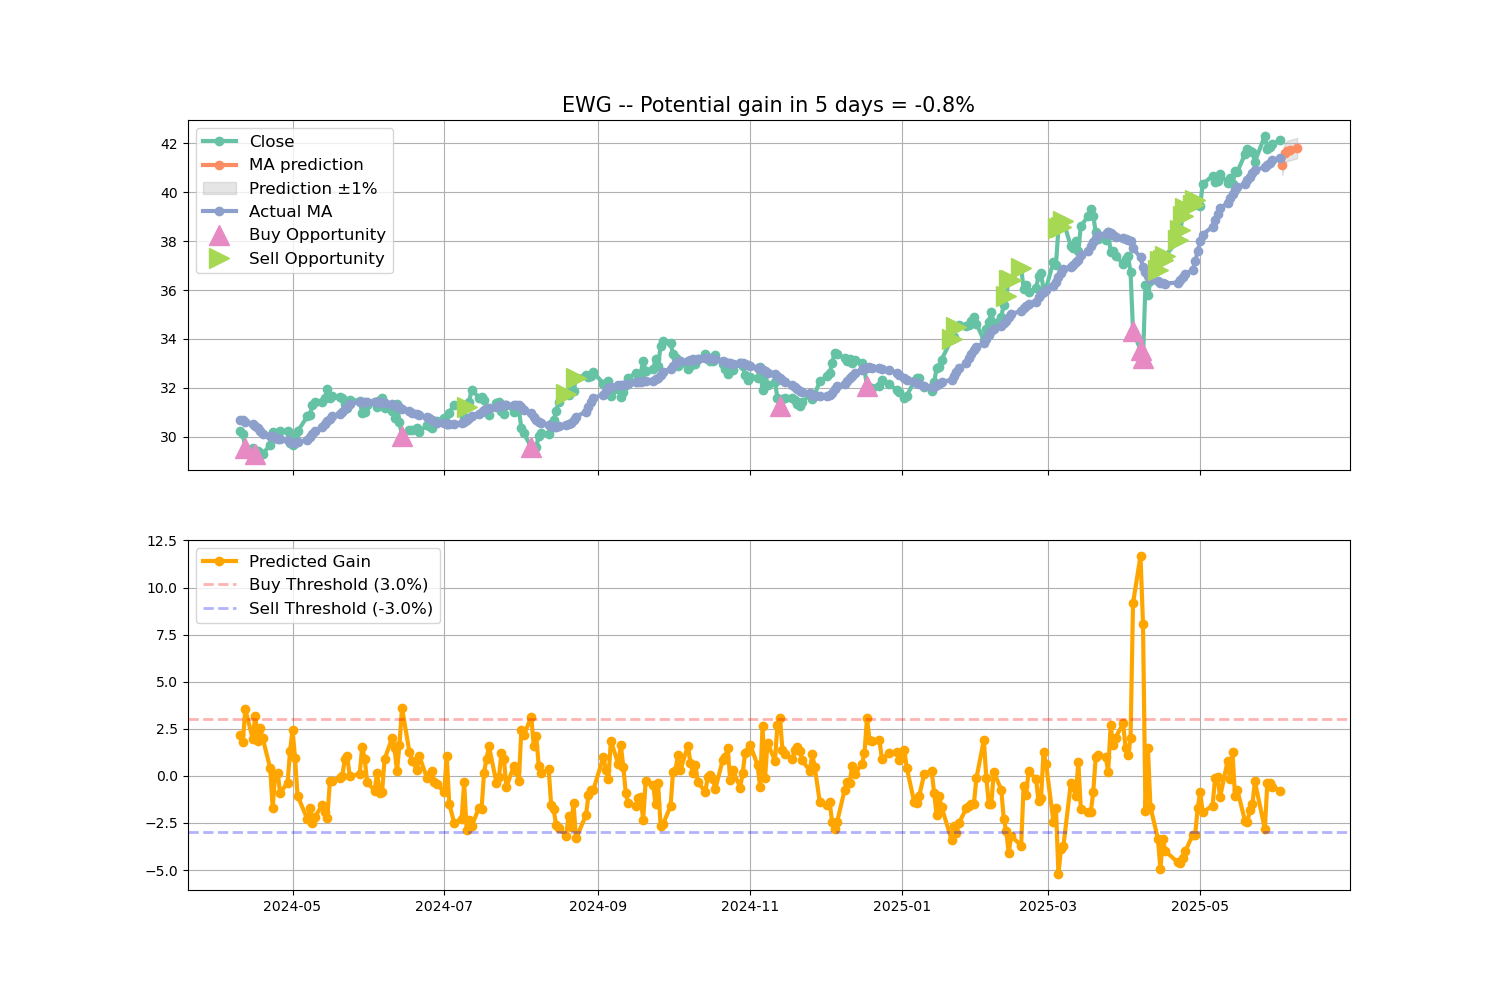 EWG -- Potential gain in 5 days = -0.8%
Close
MA prediction
Prediction ±1%
Actual MA
Buy Opportunity
Sell Opportunity
42
40
38
36
34
32
30
Predicted Gain
Buy Threshold (3.0%)
Sell Threshold (-3.0%)
12.5
10.0
7.5
5.0
2.5
0.0
−2.5
−5.0
2024-05 2024-07 2024-09 2024-11 2025-01 2025-03 2025-05